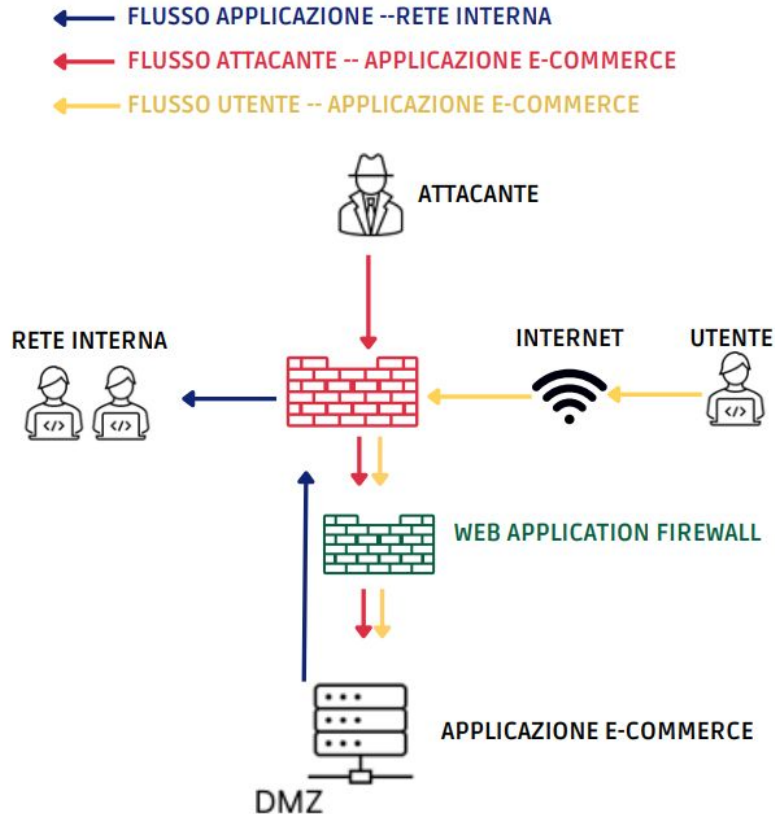 FLUSSO APPLICAZIONE --RETE INTERNA
FLUSSO ATTACANTE -- APPLICAZIONE E-COMMERCE
FLUSSO UTENTE -- APPLICAZIONE E-COMMERCE
ATTACANTE
RETE INTERNA
INTERNET
UTENTE
</>
</>
</>
WEB APPLICATION FIREWALL
APPLICAZIONE E-COMMERCE
DMZ